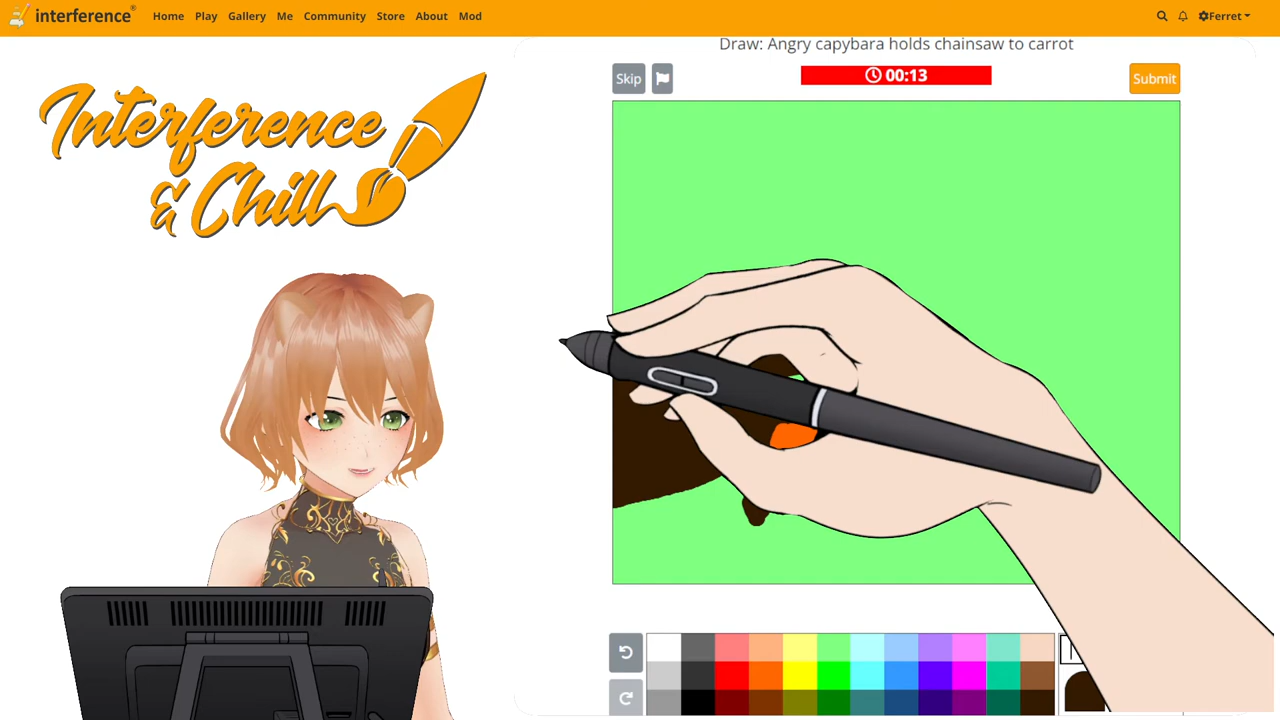 interference®
Home Play Gallery Me Community Store About Mod
Ferret
Draw: Angry capybara holds chainsaw to carrot
Skip
00:13
Submit
Interference
& Chill